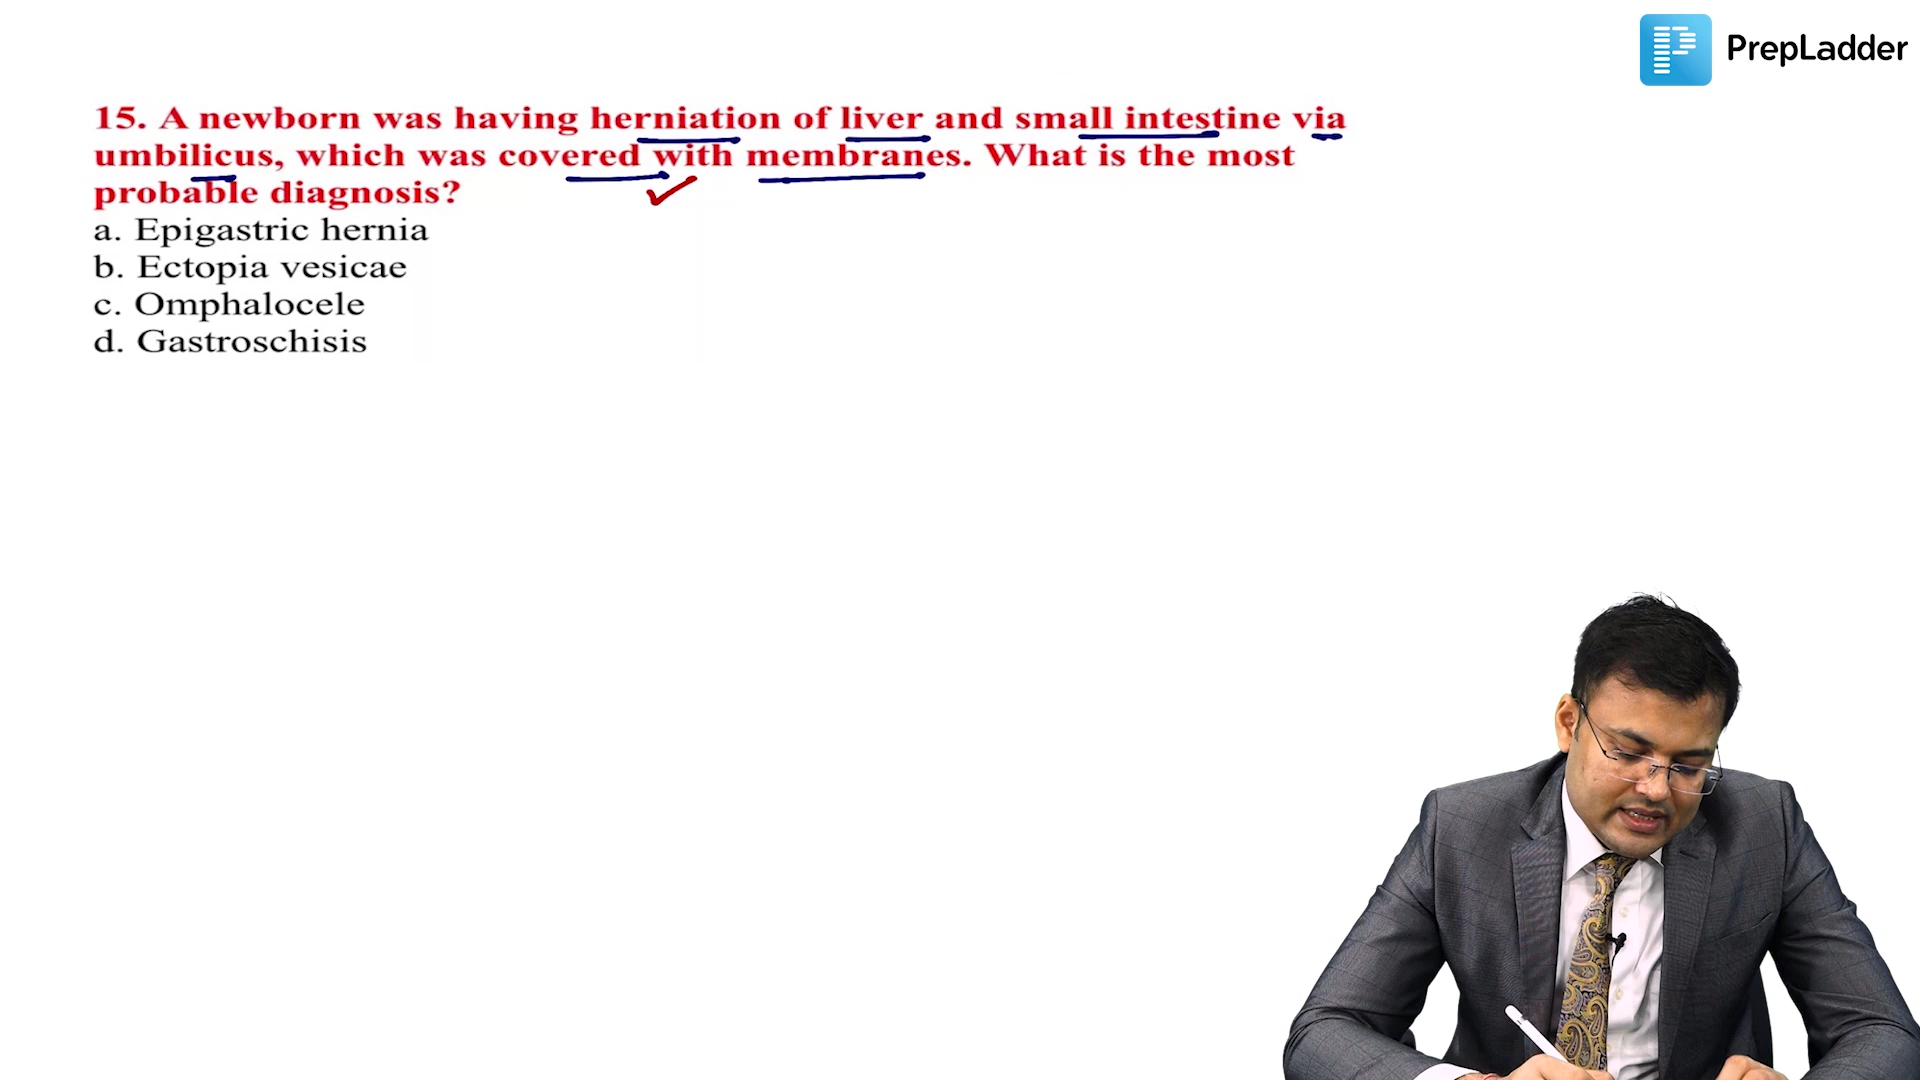 PrepLadder
15. A newborn was having herniation of liver and small intestine via
umbilicus, which was covered with membranes. What is the most
probable diagnosis?
a. Epigastric hernia
b. Ectopia vesicae
c. Omphalocele
d. Gastroschisis